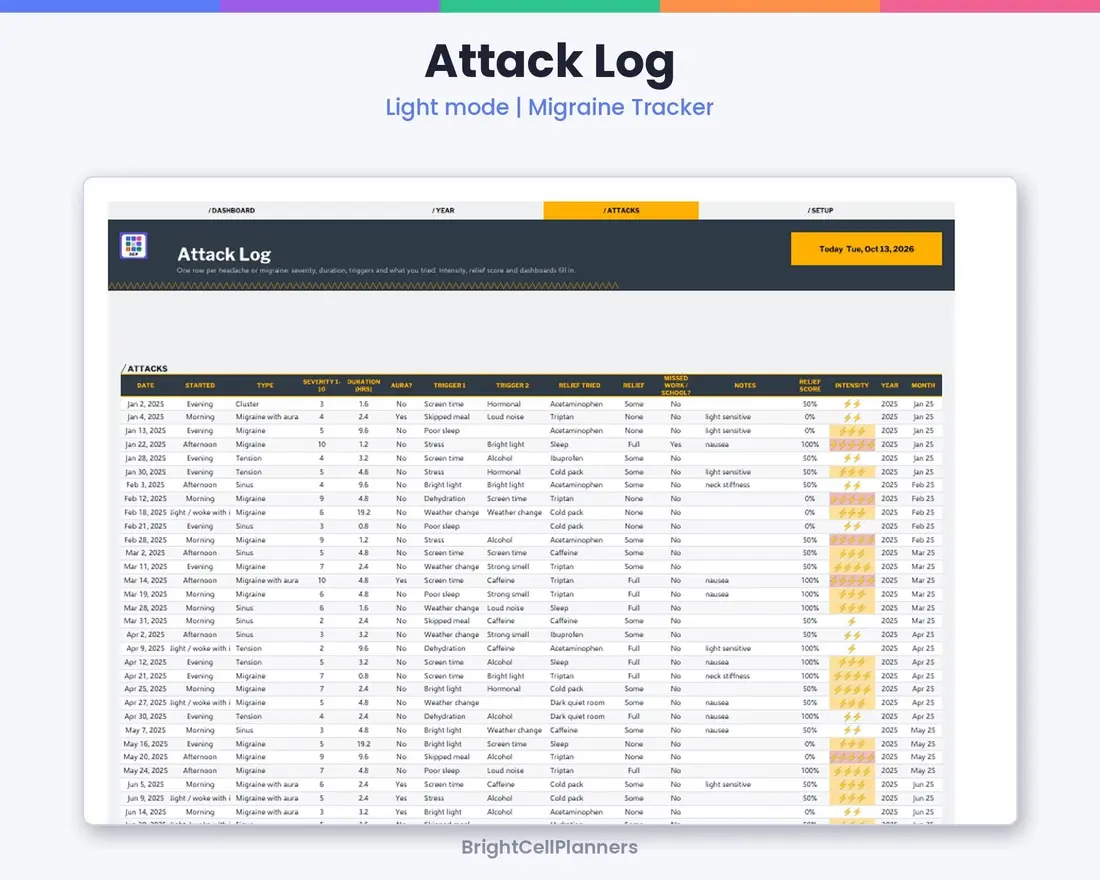 Attack Log
Light mode | Migraine Tracker
/ DASHBOARD / YEAR / ATTACKS / SETUP
Attack Log
Today Tue, Oct 13, 2026
One row per headache or migraine: severity, duration, triggers and what you tried. Intensity, relief score and dashboards fill in.
/ ATTACKS
DATE STARTED TYPE SEVERITY 1-10 DURATION (HRS) AURA? TRIGGER 1 TRIGGER 2 RELIEF TRIED RELIEF MISSED WORK / SCHOOL? NOTES RELIEF SCORE INTENSITY YEAR MONTH
Jan 2, 2025 Evening Cluster 3 1.6 No Screen time Hormonal Acetaminophen Some No 50% ⚡⚡ 2025 Jan 25
Jan 4, 2025 Morning Migraine with aura 4 2.4 Yes Skipped meal Loud noise Triptan None No light sensitive 0% ⚡⚡ 2025 Jan 25
Jan 13, 2025 Evening Migraine 5 9.6 No Poor sleep Acetaminophen None No light sensitive 0% ⚡⚡⚡ 2025 Jan 25
Jan 22, 2025 Afternoon Migraine 10 1.2 No Stress Bright light Sleep Full Yes nausea 100% ⚡⚡⚡⚡⚡ 2025 Jan 25
Jan 28, 2025 Evening Tension 4 3.2 No Screen time Alcohol Ibuprofen Some No 50% ⚡⚡ 2025 Jan 25
Jan 30, 2025 Evening Tension 5 4.8 No Stress Hormonal Cold pack Some No light sensitive 50% ⚡⚡⚡ 2025 Jan 25
Feb 3, 2025 Afternoon Sinus 4 9.6 No Bright light Bright light Acetaminophen Some No neck stiffness 50% ⚡⚡ 2025 Feb 25
Feb 12, 2025 Morning Migraine 9 4.8 No Dehydration Screen time Triptan None No 0% ⚡⚡⚡⚡⚡ 2025 Feb 25
Feb 18, 2025 light / woke with i Migraine 6 19.2 No Weather change Weather change Cold pack None No 0% ⚡⚡⚡ 2025 Feb 25
Feb 21, 2025 Evening Sinus 3 0.8 No Poor sleep Cold pack None No 0% ⚡⚡ 2025 Feb 25
Feb 28, 2025 Morning Migraine 9 1.2 No Stress Alcohol Acetaminophen Some No 50% ⚡⚡⚡⚡⚡ 2025 Feb 25
Mar 2, 2025 Afternoon Sinus 5 4.8 No Screen time Screen time Caffeine Some No 50% ⚡⚡⚡ 2025 Mar 25
Mar 11, 2025 Evening Migraine 7 2.4 No Weather change Strong smell Triptan Some No 50% ⚡⚡⚡⚡ 2025 Mar 25
Mar 14, 2025 Afternoon Migraine with aura 10 4.8 Yes Screen time Caffeine Triptan Full No nausea 100% ⚡⚡⚡⚡⚡ 2025 Mar 25
Mar 19, 2025 Morning Migraine 6 4.8 No Poor sleep Strong smell Triptan Full No nausea 100% ⚡⚡⚡ 2025 Mar 25
Mar 28, 2025 Morning Sinus 6 1.6 No Weather change Loud noise Sleep Full No 100% ⚡⚡⚡ 2025 Mar 25
Mar 31, 2025 Morning Sinus 2 2.4 No Skipped meal Caffeine Caffeine Some No 50% ⚡ 2025 Mar 25
Apr 2, 2025 Afternoon Sinus 3 3.2 No Weather change Strong smell Ibuprofen Some No 50% ⚡⚡ 2025 Apr 25
Apr 9, 2025 light / woke with i Tension 2 9.6 No Dehydration Caffeine Acetaminophen Full No light sensitive 100% ⚡ 2025 Apr 25
Apr 12, 2025 Evening Tension 5 3.2 No Screen time Alcohol Sleep Full No nausea 100% ⚡⚡⚡ 2025 Apr 25
Apr 21, 2025 Evening Migraine 7 0.8 No Screen time Bright light Triptan Full No neck stiffness 100% ⚡⚡⚡⚡ 2025 Apr 25
Apr 25, 2025 Morning Migraine 7 2.4 No Bright light Hormonal Cold pack Some No 50% ⚡⚡⚡⚡ 2025 Apr 25
Apr 27, 2025 light / woke with i Migraine 5 4.8 No Weather change Dark quiet room Some No nausea 50% ⚡⚡⚡ 2025 Apr 25
Apr 30, 2025 Evening Tension 4 2.4 No Dehydration Alcohol Dark quiet room Full No nausea 100% ⚡⚡ 2025 Apr 25
May 7, 2025 Morning Sinus 3 4.8 No Bright light Weather change Caffeine Some No nausea 50% ⚡⚡ 2025 May 25
May 16, 2025 Evening Migraine 5 19.2 No Bright light Screen time Sleep None No 0% ⚡⚡⚡ 2025 May 25
May 20, 2025 Afternoon Migraine 9 9.6 No Skipped meal Alcohol Triptan None No 0% ⚡⚡⚡⚡⚡ 2025 May 25
May 24, 2025 Afternoon Migraine 7 4.8 No Poor sleep Loud noise Triptan Full No 100% ⚡⚡⚡⚡ 2025 May 25
Jun 5, 2025 Morning Migraine with aura 6 2.4 Yes Screen time Caffeine Cold pack Some No light sensitive 50% ⚡⚡⚡ 2025 Jun 25
Jun 9, 2025 light / woke with i Migraine with aura 5 2.4 Yes Stress Alcohol Cold pack Some No 50% ⚡⚡⚡ 2025 Jun 25
Jun 14, 2025 Morning Migraine with aura 3 3.2 Yes Bright light Alcohol Acetaminophen None No 0% ⚡⚡ 2025 Jun 25
BrightCellPlanners